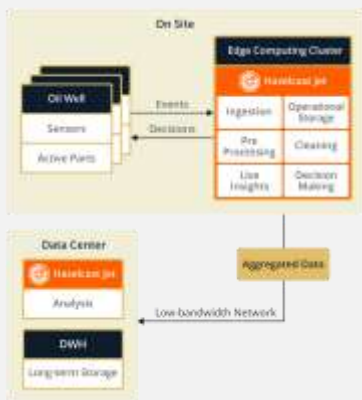 On Site
Edge Computing Cluster
Hazelcast Jet
Oil Well
Sensors
Active Parts
Events
Decisions
Ingestion
Operational
Storage
Pre
Processing
Cleaning
Live
Insights
Decision
Making
Data Center
Hazelcast Jet
Analysis
DWH
Long-term Storage
Aggregated Data
Low-bandwidth Network